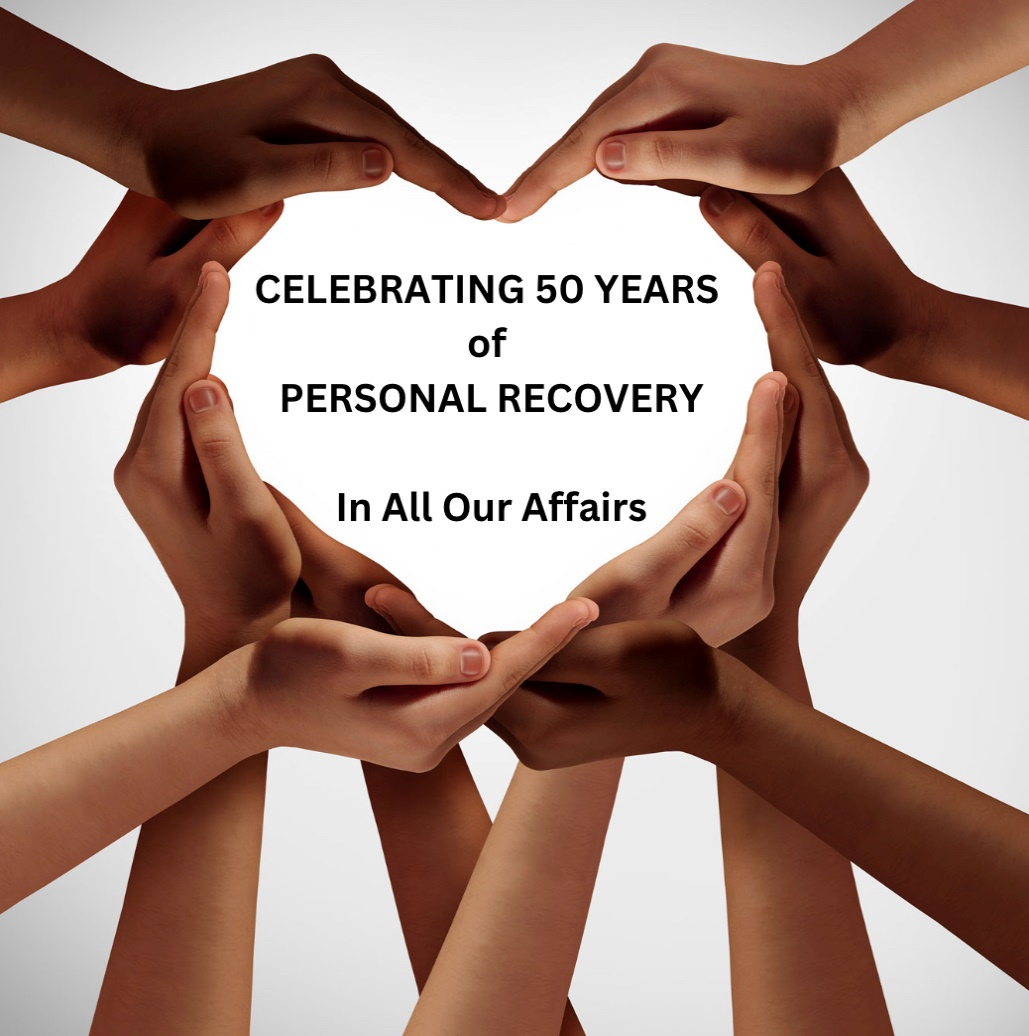 CELEBRATING 50 YEARS
of
PERSONAL RECOVERY
In All Our Affairs